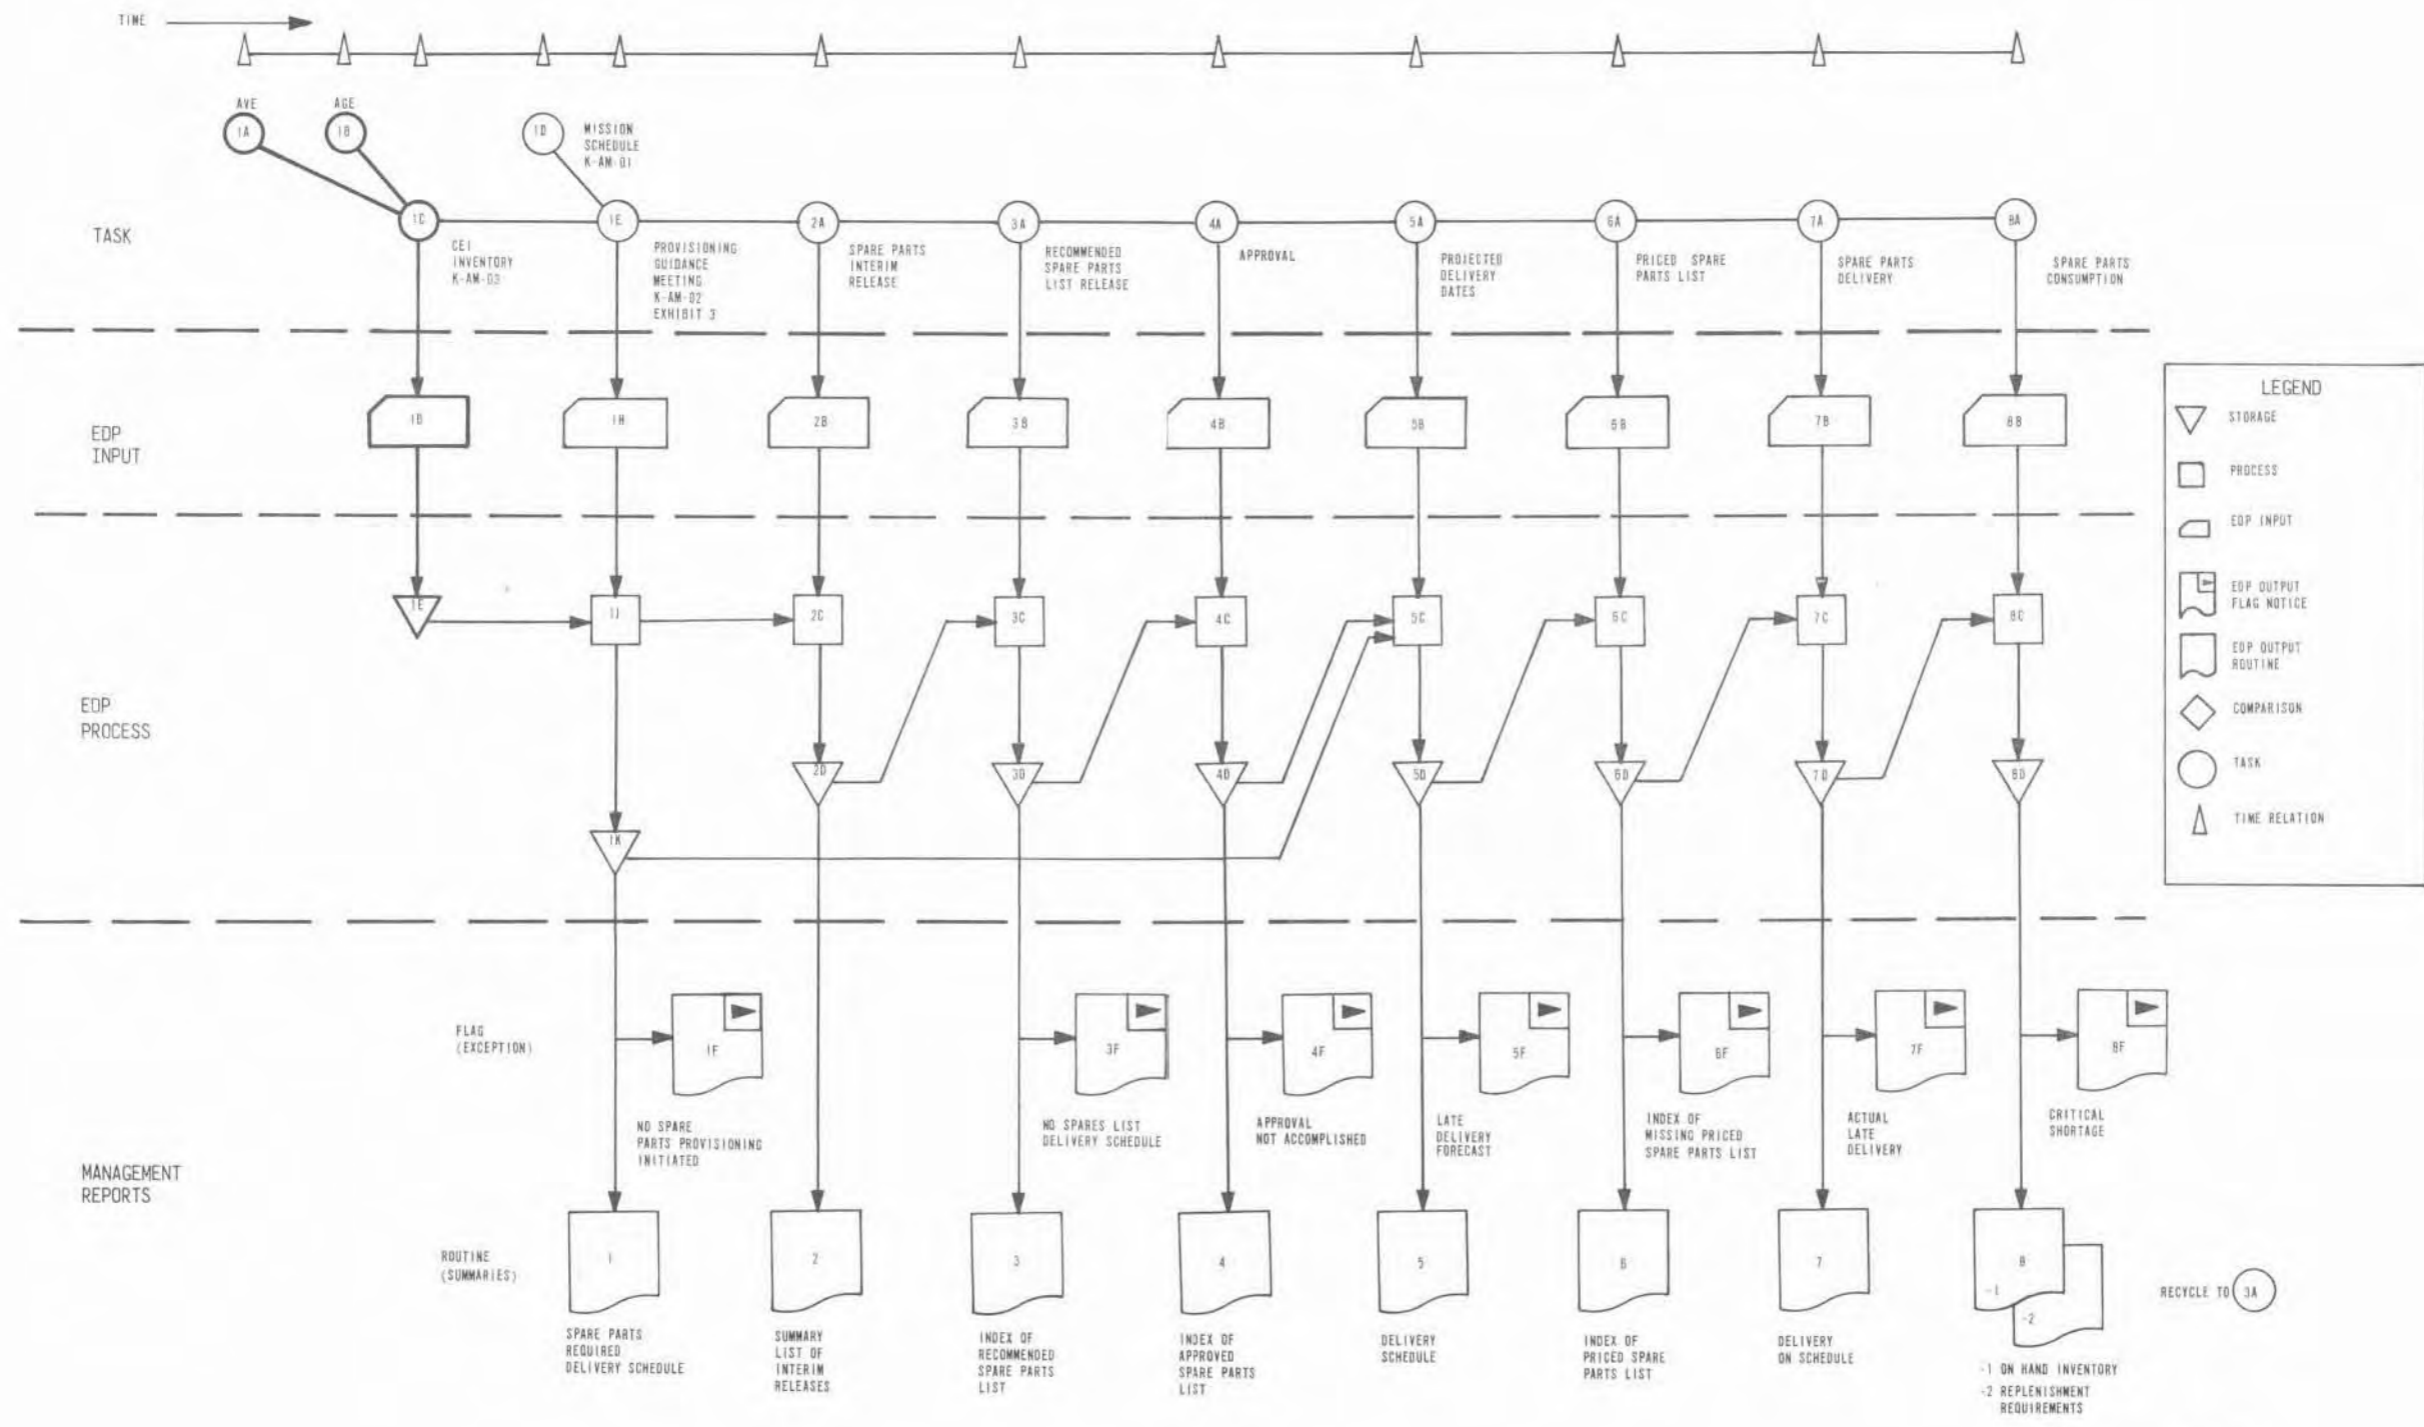 TIME
AVE
AGE
1A
1B
1D
MISSION
SCHEDULE
K-AM-01
TASK
1C
1E
2A
3A
4A
5A
6A
7A
8A
CEI
INVENTORY
K-AM-03
PROVISIONING
GUIDANCE
MEETING
K-AM-02
EXHIBIT 3
SPARE PARTS
INTERIM
RELEASE
RECOMMENDED
SPARE PARTS
LIST RELEASE
APPROVAL
PROJECTED
DELIVERY
DATES
PRICED SPARE
PARTS LIST
SPARE PARTS
DELIVERY
SPARE PARTS
CONSUMPTION
EDP
INPUT
1D
1H
2B
3B
4B
5B
6B
7B
8B
EDP
PROCESS
1E
1J
2C
3C
4C
5C
6C
7C
8C
2D
3D
4D
5D
6D
7D
8D
1K
LEGEND
STORAGE
PROCESS
EDP INPUT
EDP OUTPUT
FLAG NOTICE
EDP OUTPUT
ROUTINE
COMPARISON
TASK
TIME RELATION
MANAGEMENT
REPORTS
FLAG
(EXCEPTION)
1F
3F
4F
5F
6F
7F
8F
NO SPARE
PARTS PROVISIONING
INITIATED
NO SPARES LIST
DELIVERY SCHEDULE
APPROVAL
NOT ACCOMPLISHED
LATE
DELIVERY
FORECAST
INDEX OF
MISSING PRICED
SPARE PARTS LIST
ACTUAL
LATE
DELIVERY
CRITICAL
SHORTAGE
ROUTINE
(SUMMARIES)
1
2
3
4
5
6
7
8
-1
-2
RECYCLE TO 3A
SPARE PARTS
REQUIRED
DELIVERY SCHEDULE
SUMMARY
LIST OF
INTERIM
RELEASES
INDEX OF
RECOMMENDED
SPARE PARTS
LIST
INDEX OF
APPROVED
SPARE PARTS
LIST
DELIVERY
SCHEDULE
INDEX OF
PRICED SPARE
PARTS LIST
DELIVERY
ON SCHEDULE
-1 ON HAND INVENTORY
-2 REPLENISHMENT
REQUIREMENTS